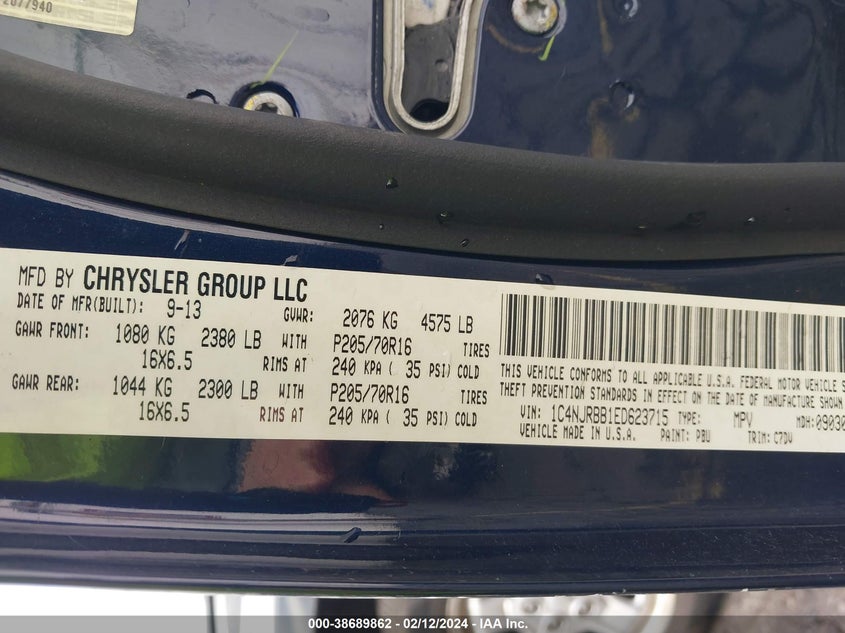 2077940
MFD BY CHRYSLER GROUP LLC
DATE OF MFR(BUILT): 9-13 GVWR: 2076 KG 4575 LB
GAWR FRONT: 1080 KG 2380 LB WITH P205/70R16 TIRES
16X6.5 RIMS AT 240 KPA ( 35 PSI) COLD
GAWR REAR: 1044 KG 2300 LB WITH P205/70R16 TIRES
16X6.5 RIMS AT 240 KPA ( 35 PSI) COLD
THIS VEHICLE CONFORMS TO ALL APPLICABLE U.S.A. FEDERAL MOTOR VEHICLE S
THEFT PREVENTION STANDARDS IN EFFECT ON THE DATE OF MANUFACTURE
VIN: 1C4NJRBB1ED623715 TYPE: MPV MDH:09030
VEHICLE MADE IN U.S.A. PAINT: PBU TRIM: C7DV
000-38689862 - 02/12/2024 - IAA Inc.